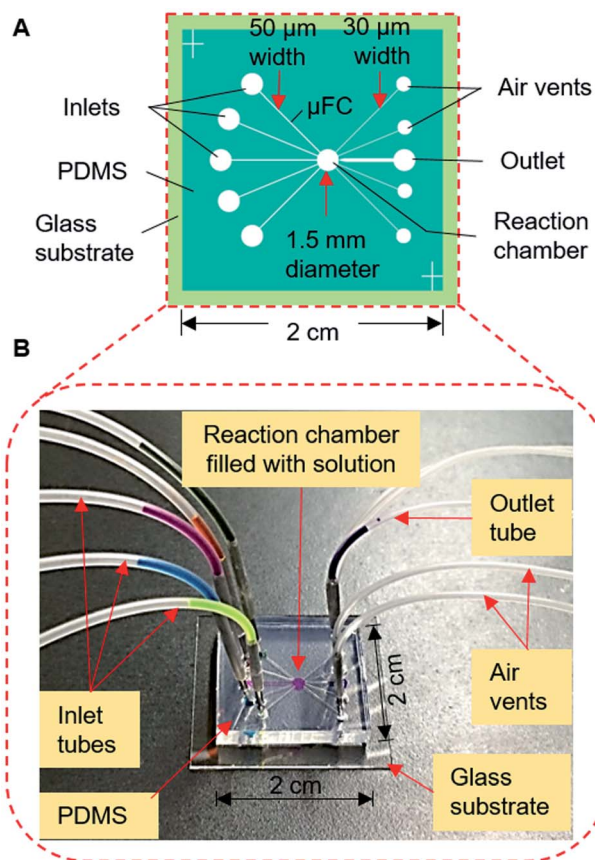 A
50 µm
width
30 µm
width
Inlets
µFC
Air vents
PDMS
Outlet
Glass
substrate
1.5 mm
diameter
Reaction
chamber
2 cm
B
Reaction chamber
filled with solution
Outlet
tube
2 cm
Air
vents
Inlet
tubes
PDMS
2 cm
Glass
substrate